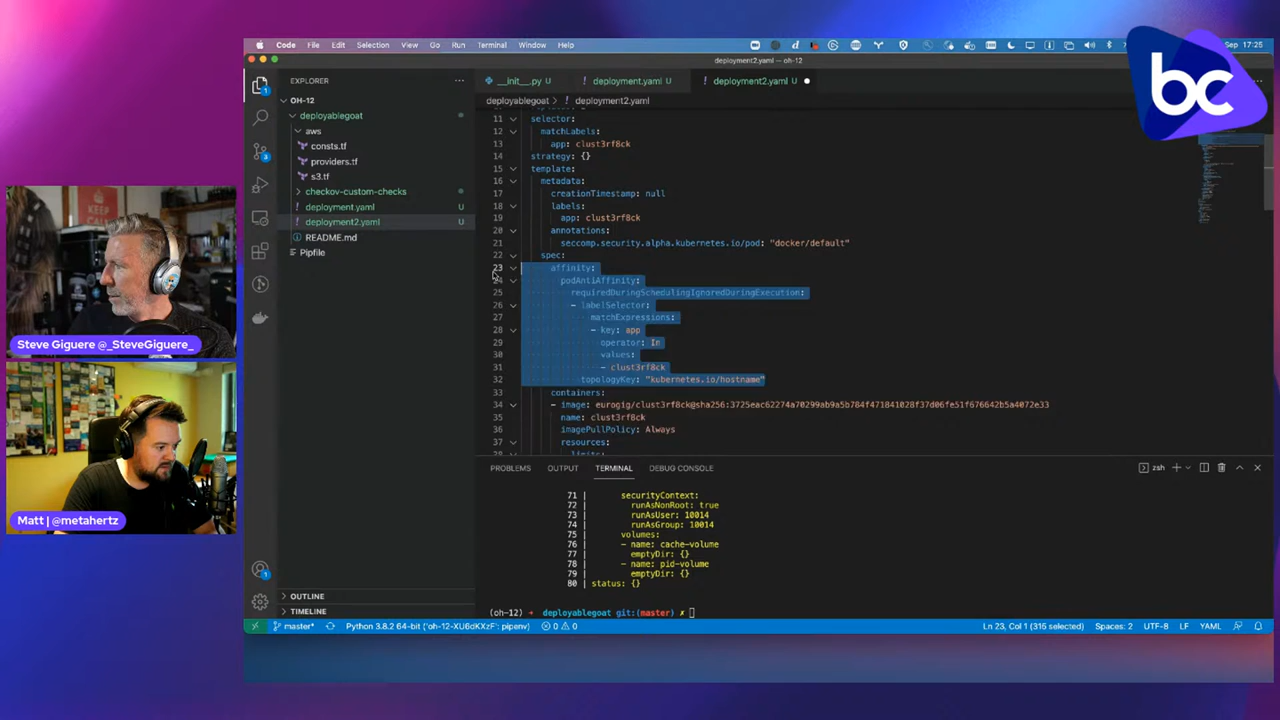 Code File Edit Selection View Go Run Terminal Window Help
Sep 17:25
deployment2.yaml — oh-12
bc
EXPLORER
OH-12
deployablegoat
aws
consts.tf
providers.tf
s3.tf
checkov-custom-checks
deployment.yaml U
deployment2.yaml U
README.md
Pipfile
OUTLINE
TIMELINE
__init__.py U
deployment.yaml U
deployment2.yaml U
deployablegoat > deployment2.yaml
11 selector:
12 matchLabels:
13 app: clust3rf8ck
14 strategy: {}
15 template:
16 metadata:
17 creationTimestamp: null
18 labels:
19 app: clust3rf8ck
20 annotations:
21 seccomp.security.alpha.kubernetes.io/pod: "docker/default"
22 spec:
23 affinity:
24 podAntiAffinity:
25 requiredDuringSchedulingIgnoredDuringExecution:
26 - labelSelector:
27 matchExpressions:
28 - key: app
29 operator: In
30 values:
31 - clust3rf8ck
32 topologyKey: "kubernetes.io/hostname"
33 containers:
34 - image: eurogig/clust3rf8ck@sha256:3725eac62274a70299ab9a5b784f471841028f37d06fe51f676642b5a4072e33
35 name: clust3rf8ck
36 imagePullPolicy: Always
37 resources:
38 limits:
PROBLEMS OUTPUT TERMINAL DEBUG CONSOLE
zsh
71 | securityContext:
72 | runAsNonRoot: true
73 | runAsUser: 10014
74 | runAsGroup: 10014
75 | volumes:
76 | - name: cache-volume
77 | emptyDir: {}
78 | - name: pid-volume
79 | emptyDir: {}
80 | status: {}
(oh-12) → deployablegoat git:(master) ✗
master* Python 3.8.2 64-bit ('oh-12-XU6dKXzF': pipenv) 0 0
Ln 23, Col 1 (315 selected) Spaces: 2 UTF-8 LF YAML
Steve Giguere @_SteveGiguere_
Matt | @metahertz